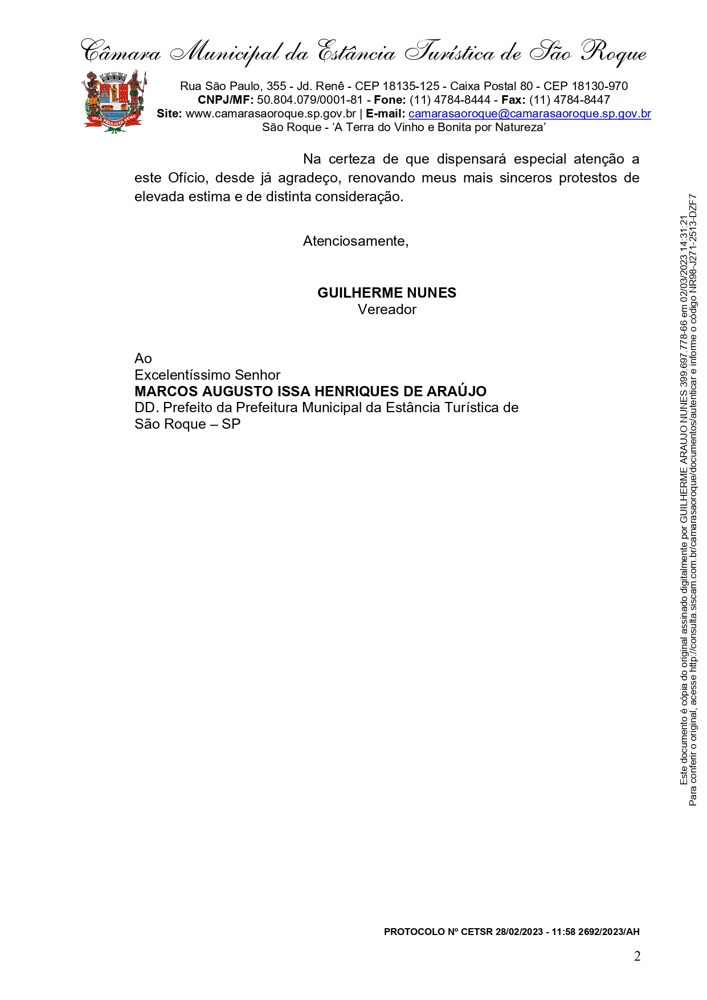 Câmara Municipal da Estância Turística de São Roque
MEA PAULISTA GENS
Rua São Paulo, 355 - Jd. Renê - CEP 18135-125 - Caixa Postal 80 - CEP 18130-970
CNPJ/MF: 50.804.079/0001-81 - Fone: (11) 4784-8444 - Fax: (11) 4784-8447
Site: www.camarasaoroque.sp.gov.br | E-mail: camarasaoroque@camarasaoroque.sp.gov.br
São Roque - ‘A Terra do Vinho e Bonita por Natureza’
Na certeza de que dispensará especial atenção a
este Ofício, desde já agradeço, renovando meus mais sinceros protestos de
elevada estima e de distinta consideração.
Atenciosamente,
GUILHERME NUNES
Vereador
Ao
Excelentíssimo Senhor
MARCOS AUGUSTO ISSA HENRIQUES DE ARAÚJO
DD. Prefeito da Prefeitura Municipal da Estância Turística de
São Roque – SP
Este documento é cópia do original assinado digitalmente por GUILHERME ARAUJO NUNES 399.697.778-66 em 02/03/2023 14:31:21
Para conferir o original, acesse http://consulta.siscam.com.br/camarasaoroque/documentos/autenticar e informe o código NR98-J271-2513-DZF7
PROTOCOLO Nº CETSR 28/02/2023 - 11:58 2692/2023/AH
2